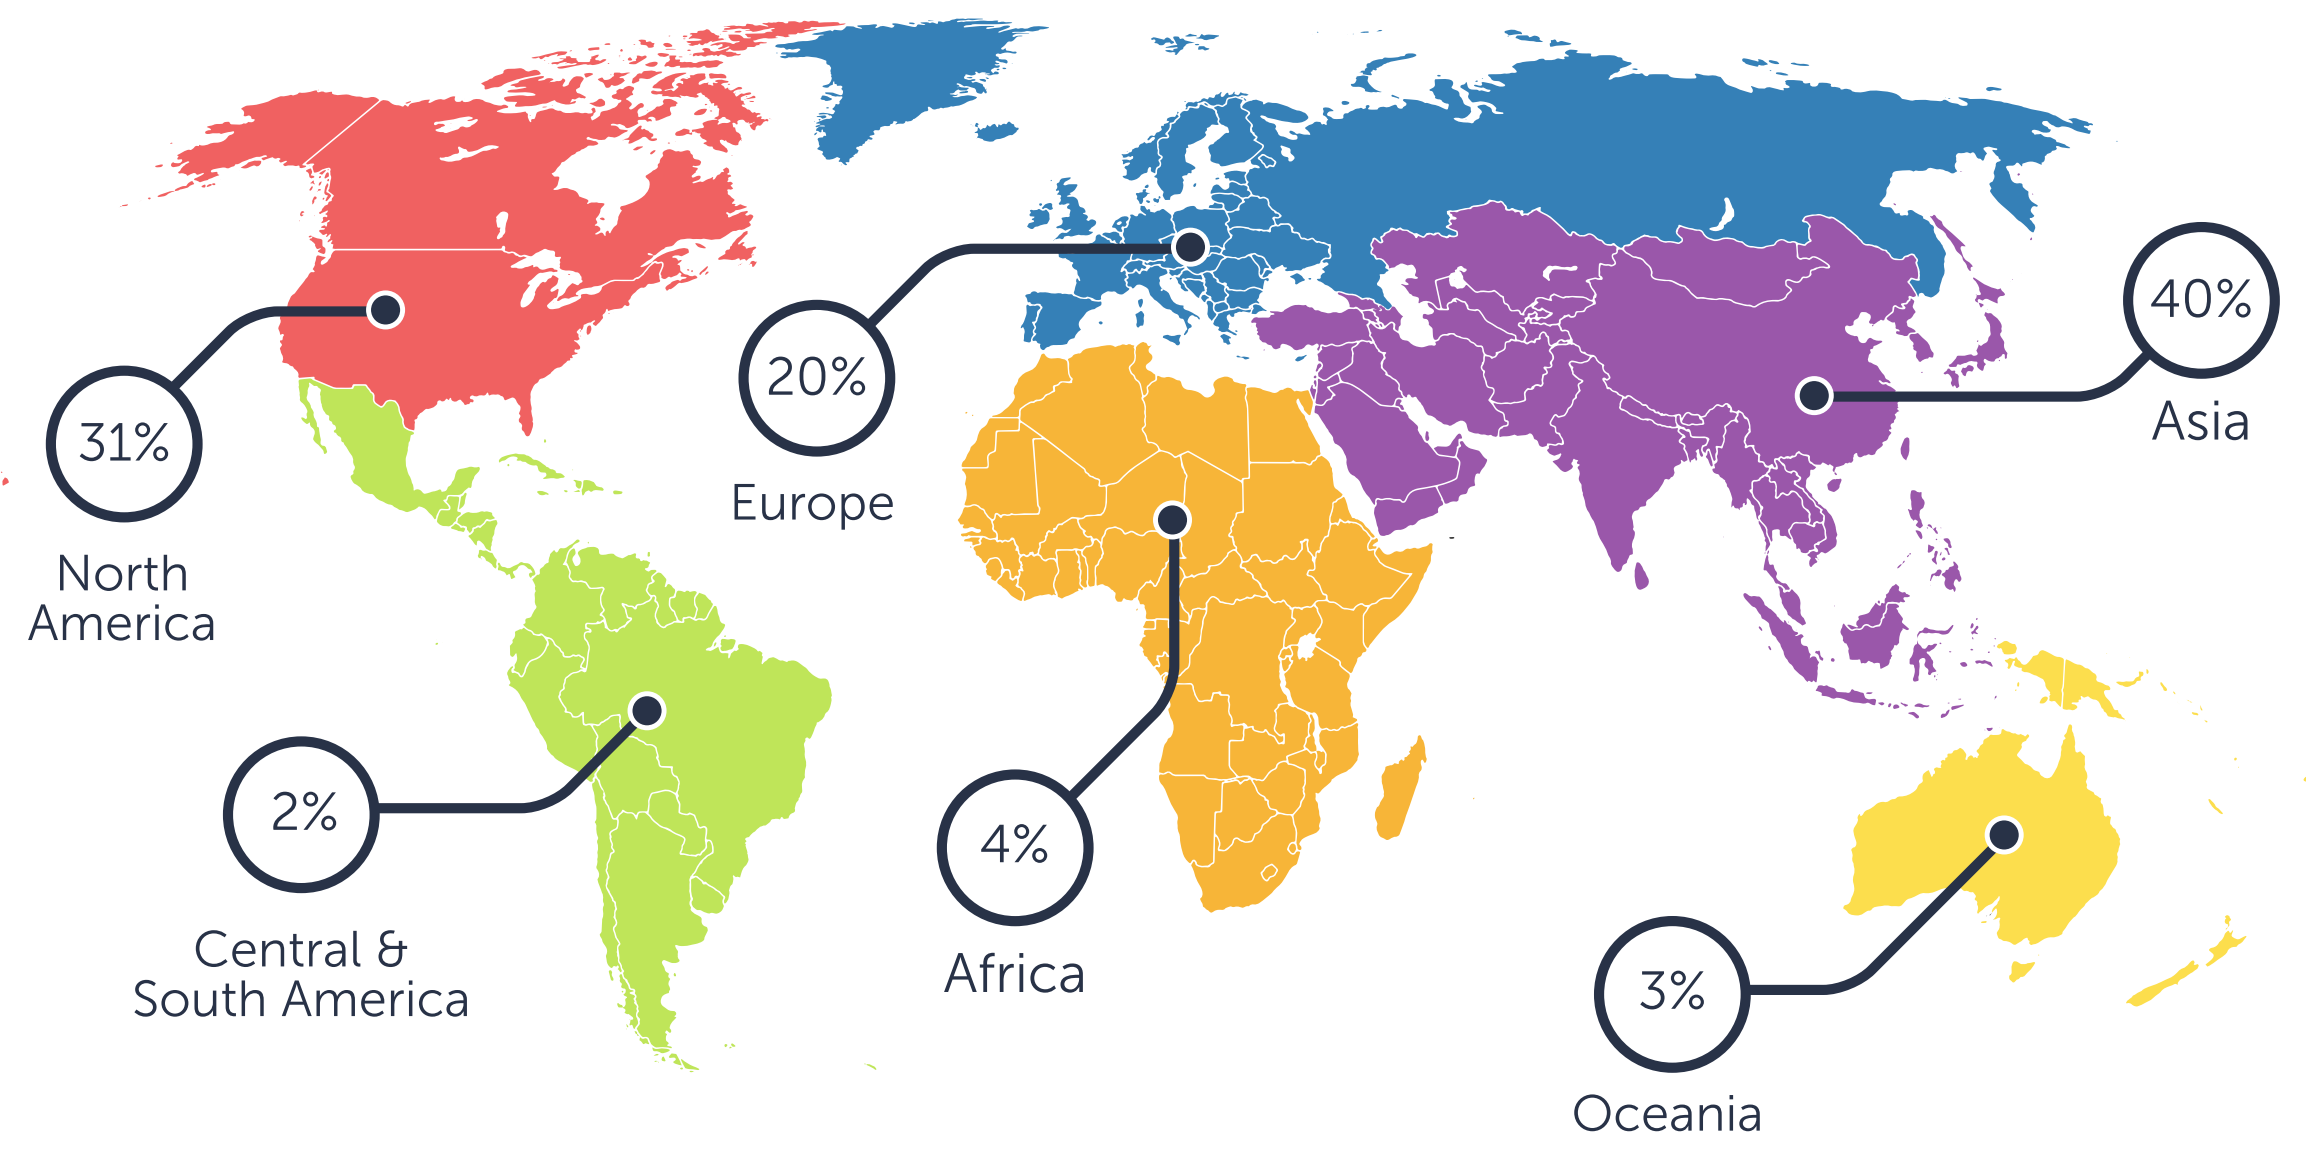 31%
North
America
20%
Europe
40%
Asia
2%
Central &
South America
4%
Africa
3%
Oceania